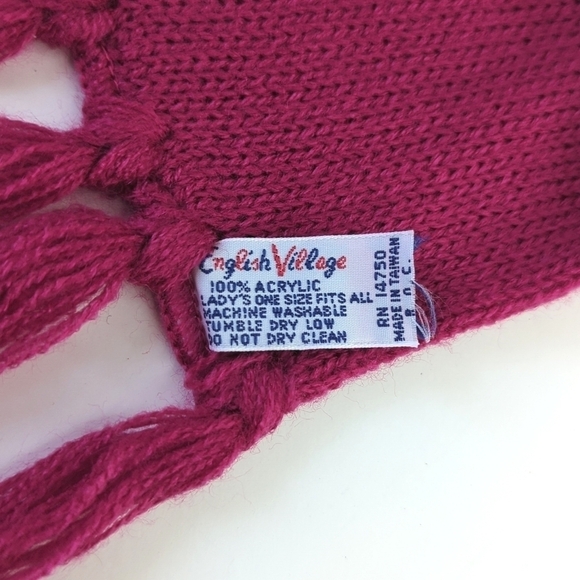 English Village
100% ACRYLIC
LADY'S ONE SIZE FITS ALL
MACHINE WASHABLE
TUMBLE DRY LOW
DO NOT DRY CLEAN
RN 14750
MADE IN TAIWAN
R.O.C.